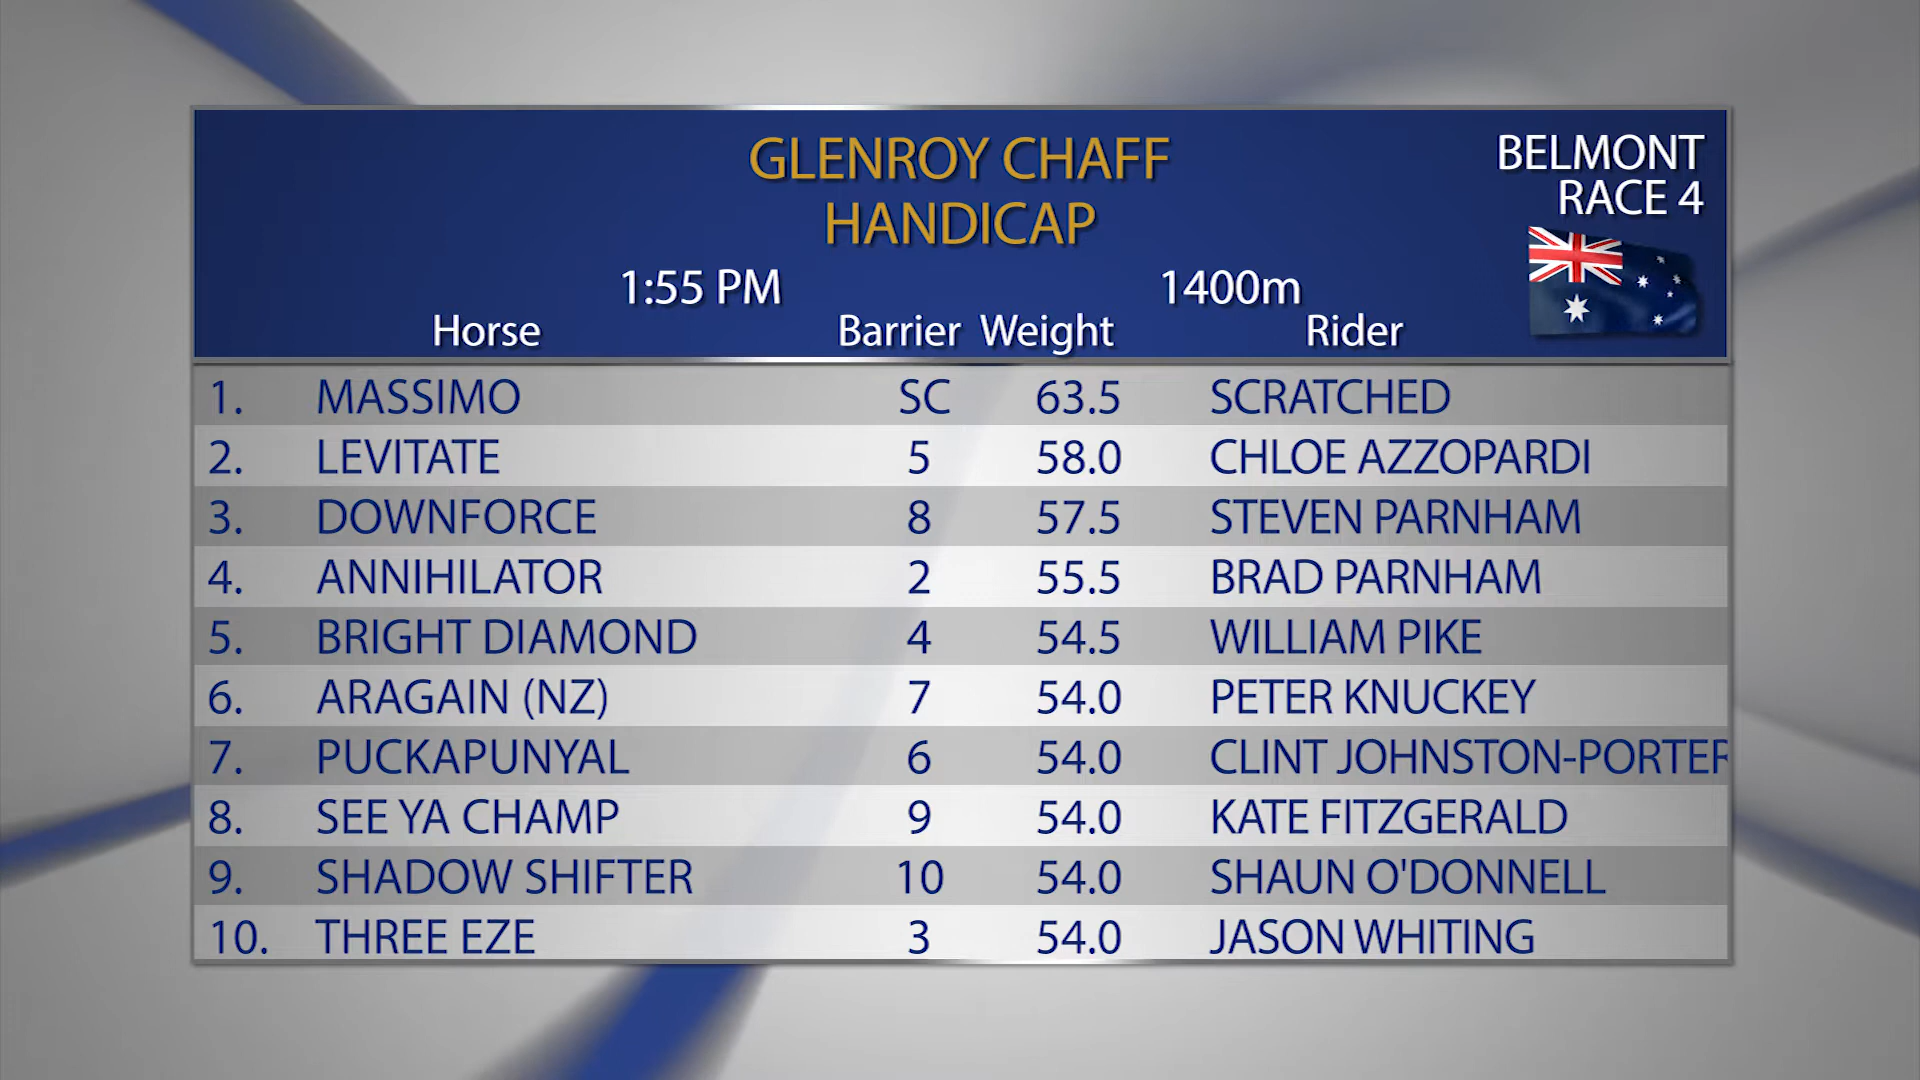 GLENROY CHAFF
HANDICAP
BELMONT
RACE 4
1:55 PM 1400m
Horse Barrier Weight Rider
1. MASSIMO SC 63.5 SCRATCHED
2. LEVITATE 5 58.0 CHLOE AZZOPARDI
3. DOWNFORCE 8 57.5 STEVEN PARNHAM
4. ANNIHILATOR 2 55.5 BRAD PARNHAM
5. BRIGHT DIAMOND 4 54.5 WILLIAM PIKE
6. ARAGAIN (NZ) 7 54.0 PETER KNUCKEY
7. PUCKAPUNYAL 6 54.0 CLINT JOHNSTON-PORTER
8. SEE YA CHAMP 9 54.0 KATE FITZGERALD
9. SHADOW SHIFTER 10 54.0 SHAUN O'DONNELL
10. THREE EZE 3 54.0 JASON WHITING